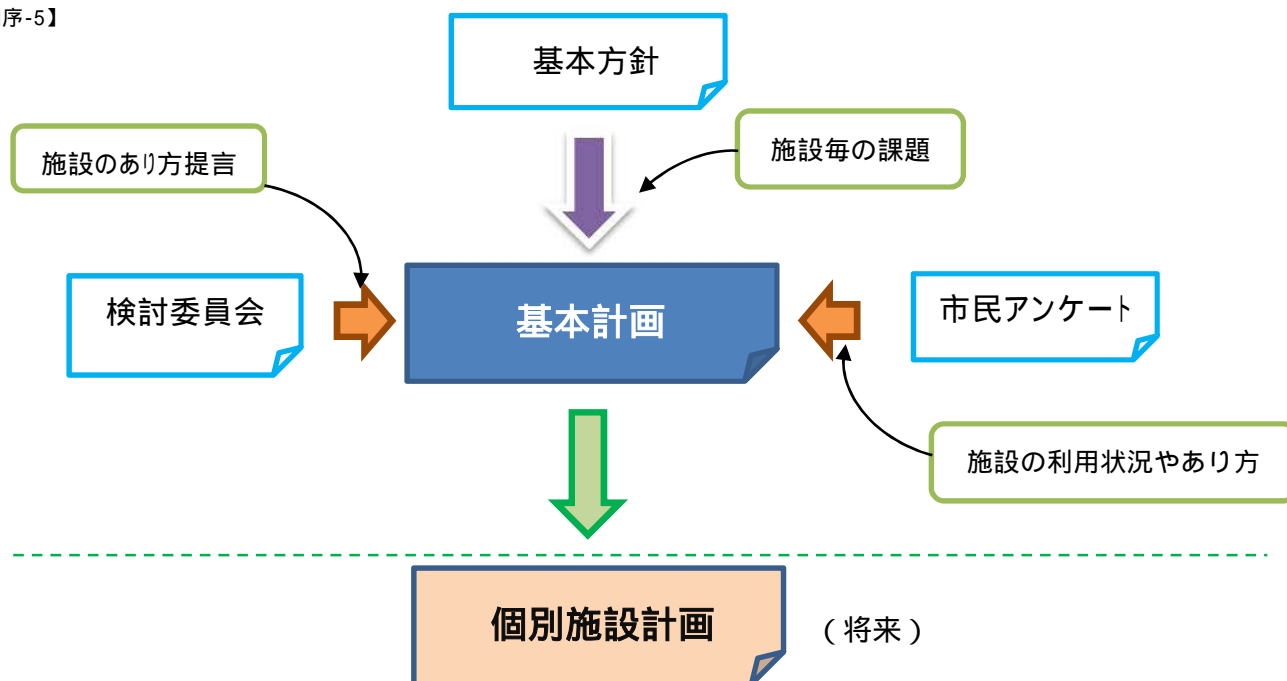 序-5】
基本方針
施設のあり方提言
施設毎の課題
検討委員会
基本計画
市民アンケート
施設の利用状況やあり方
個別施設計画
(将来)